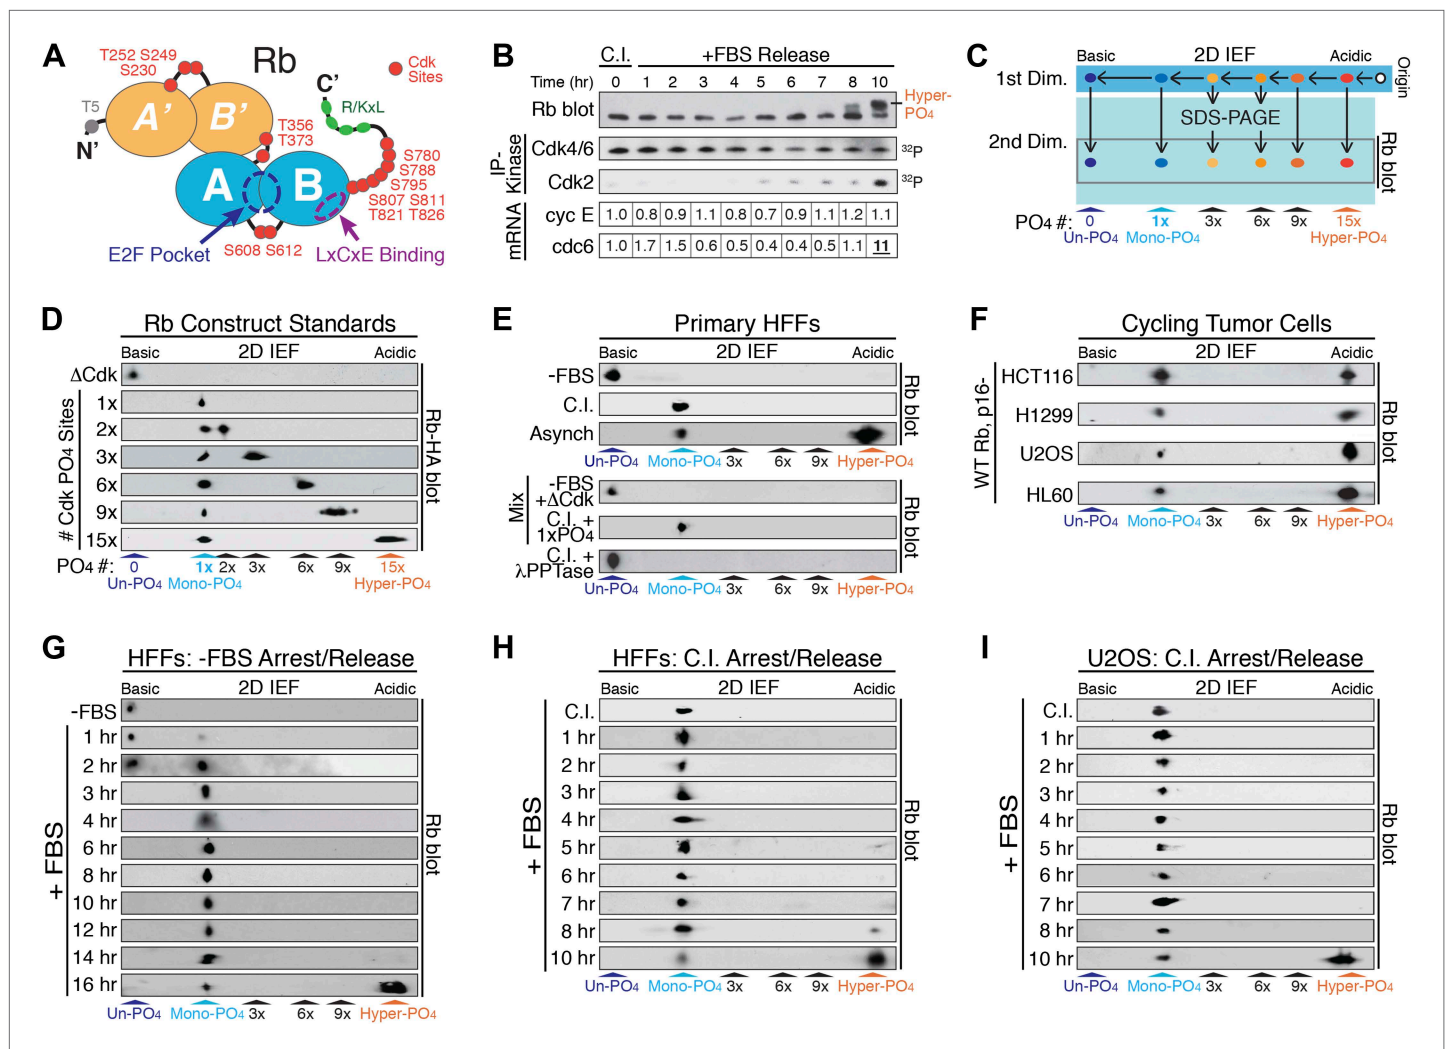 A
Rb
T252 S249
S230
Cdk
Sites
C'
R/KxL
T5
N'
A'
B'
T356
T373
A
B
S780
S788
S795
S807 S811
T821 T826
S608 S612
E2F Pocket
LxCxE Binding
B
C.I.
+FBS Release
Time (hr)
0 1 2 3 4 5 6 7 8 10
Rb blot
Hyper-
PO4
IP-
Kinase
Cdk4/6
32P
Cdk2
32P
mRNA
cyc E 1.0 0.8 0.9 1.1 0.8 0.7 0.9 1.1 1.2 1.1
cdc6 1.0 1.7 1.5 0.6 0.5 0.4 0.4 0.5 1.1 11
C
Basic 2D IEF Acidic
1st Dim.
Origin
SDS-PAGE
2nd Dim.
Rb blot
PO4 #: 0 1x 3x 6x 9x 15x
Un-PO4 Mono-PO4 Hyper-PO4
D
Rb Construct Standards
Basic 2D IEF Acidic
ΔCdk
# Cdk PO4 Sites
1x
2x
3x
6x
9x
15x
Rb-HA blot
PO4 #: 0 1x 2x 3x 6x 9x 15x
Un-PO4 Mono-PO4 Hyper-PO4
E
Primary HFFs
Basic 2D IEF Acidic
-FBS
C.I.
Asynch
Rb blot
Un-PO4 Mono-PO4 3x 6x 9x Hyper-PO4
Mix
-FBS
+ΔCdk
C.I. +
1xPO4
C.I. +
λPPTase
Rb blot
Un-PO4 Mono-PO4 3x 6x 9x Hyper-PO4
F
Cycling Tumor Cells
Basic 2D IEF Acidic
WT Rb, p16-
HCT116
H1299
U2OS
HL60
Rb blot
Un-PO4 Mono-PO4 3x 6x 9x Hyper-PO4
G
HFFs: -FBS Arrest/Release
Basic 2D IEF Acidic
-FBS
+ FBS
1 hr
2 hr
3 hr
4 hr
6 hr
8 hr
10 hr
12 hr
14 hr
16 hr
Rb blot
Un-PO4 Mono-PO4 3x 6x 9x Hyper-PO4
H
HFFs: C.I. Arrest/Release
Basic 2D IEF Acidic
C.I.
+ FBS
1 hr
2 hr
3 hr
4 hr
5 hr
6 hr
7 hr
8 hr
10 hr
Rb blot
Un-PO4 Mono-PO4 3x 6x 9x Hyper-PO4
I
U2OS: C.I. Arrest/Release
Basic 2D IEF Acidic
C.I.
+ FBS
1 hr
2 hr
3 hr
4 hr
5 hr
6 hr
7 hr
8 hr
10 hr
Rb blot
Un-PO4 Mono-PO4 3x 6x 9x Hyper-PO4